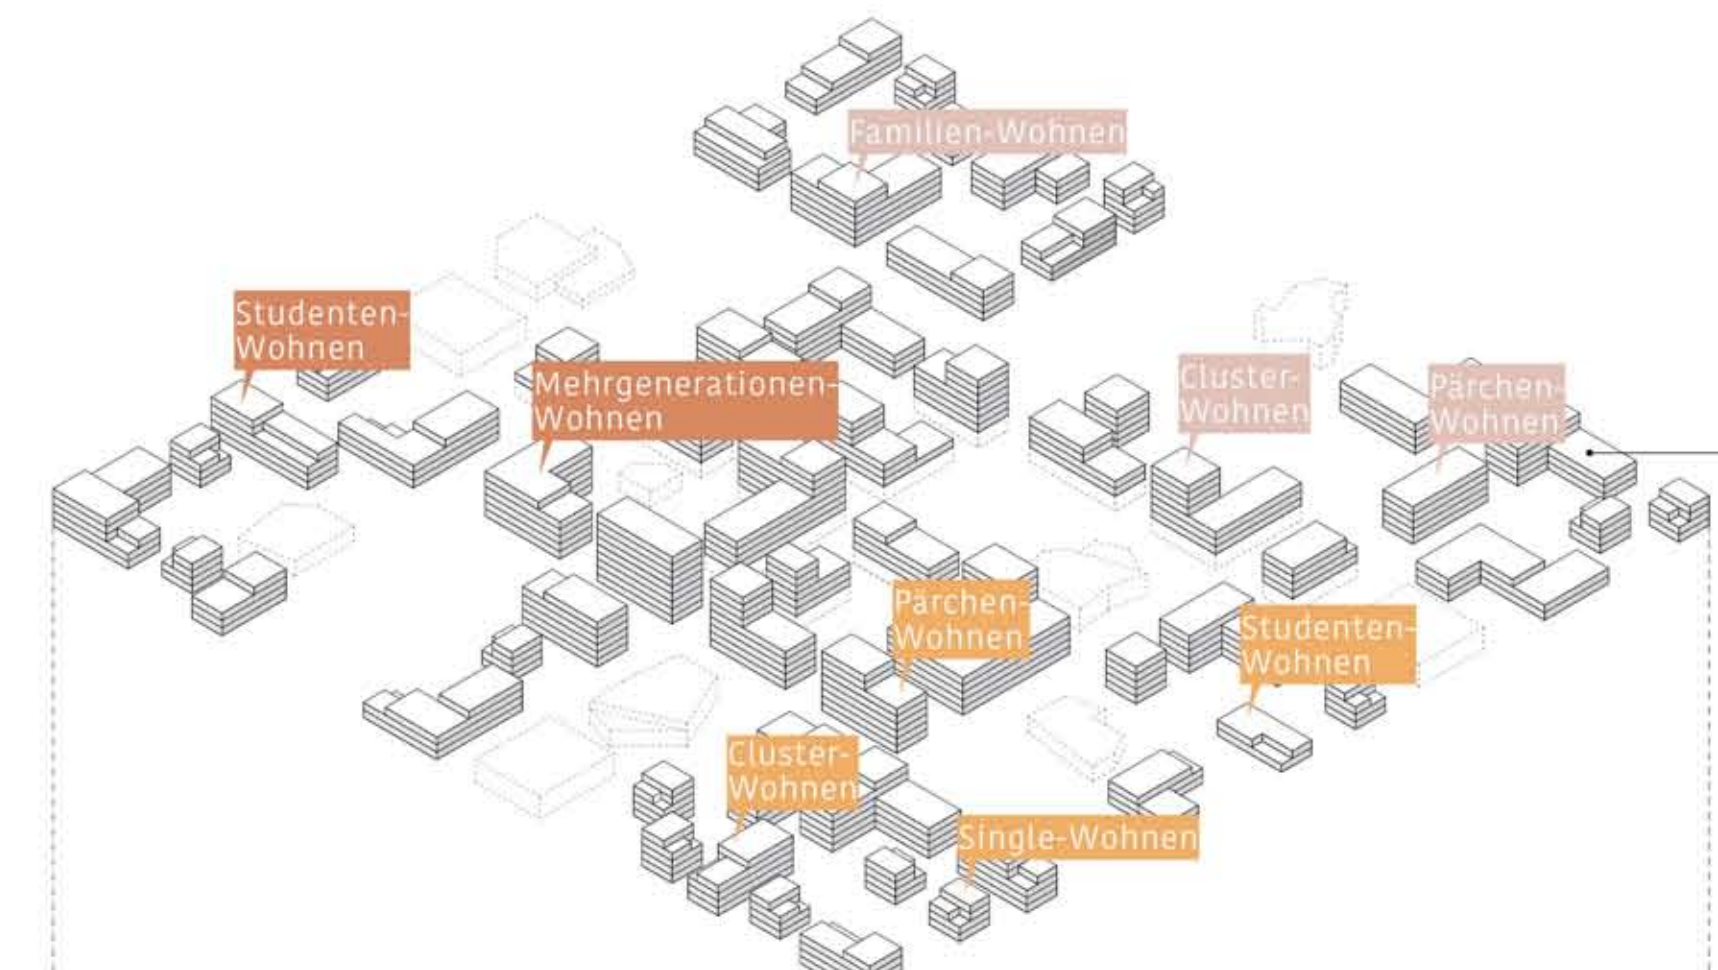 Familien-Wohnen
Studenten-
Wohnen
Mehrgenerationen-
Wohnen
Cluster-
Wohnen
Pärchen-
Wohnen
Pärchen-
Wohnen
Studenten-
Wohnen
Cluster-
Wohnen
Single-Wohnen